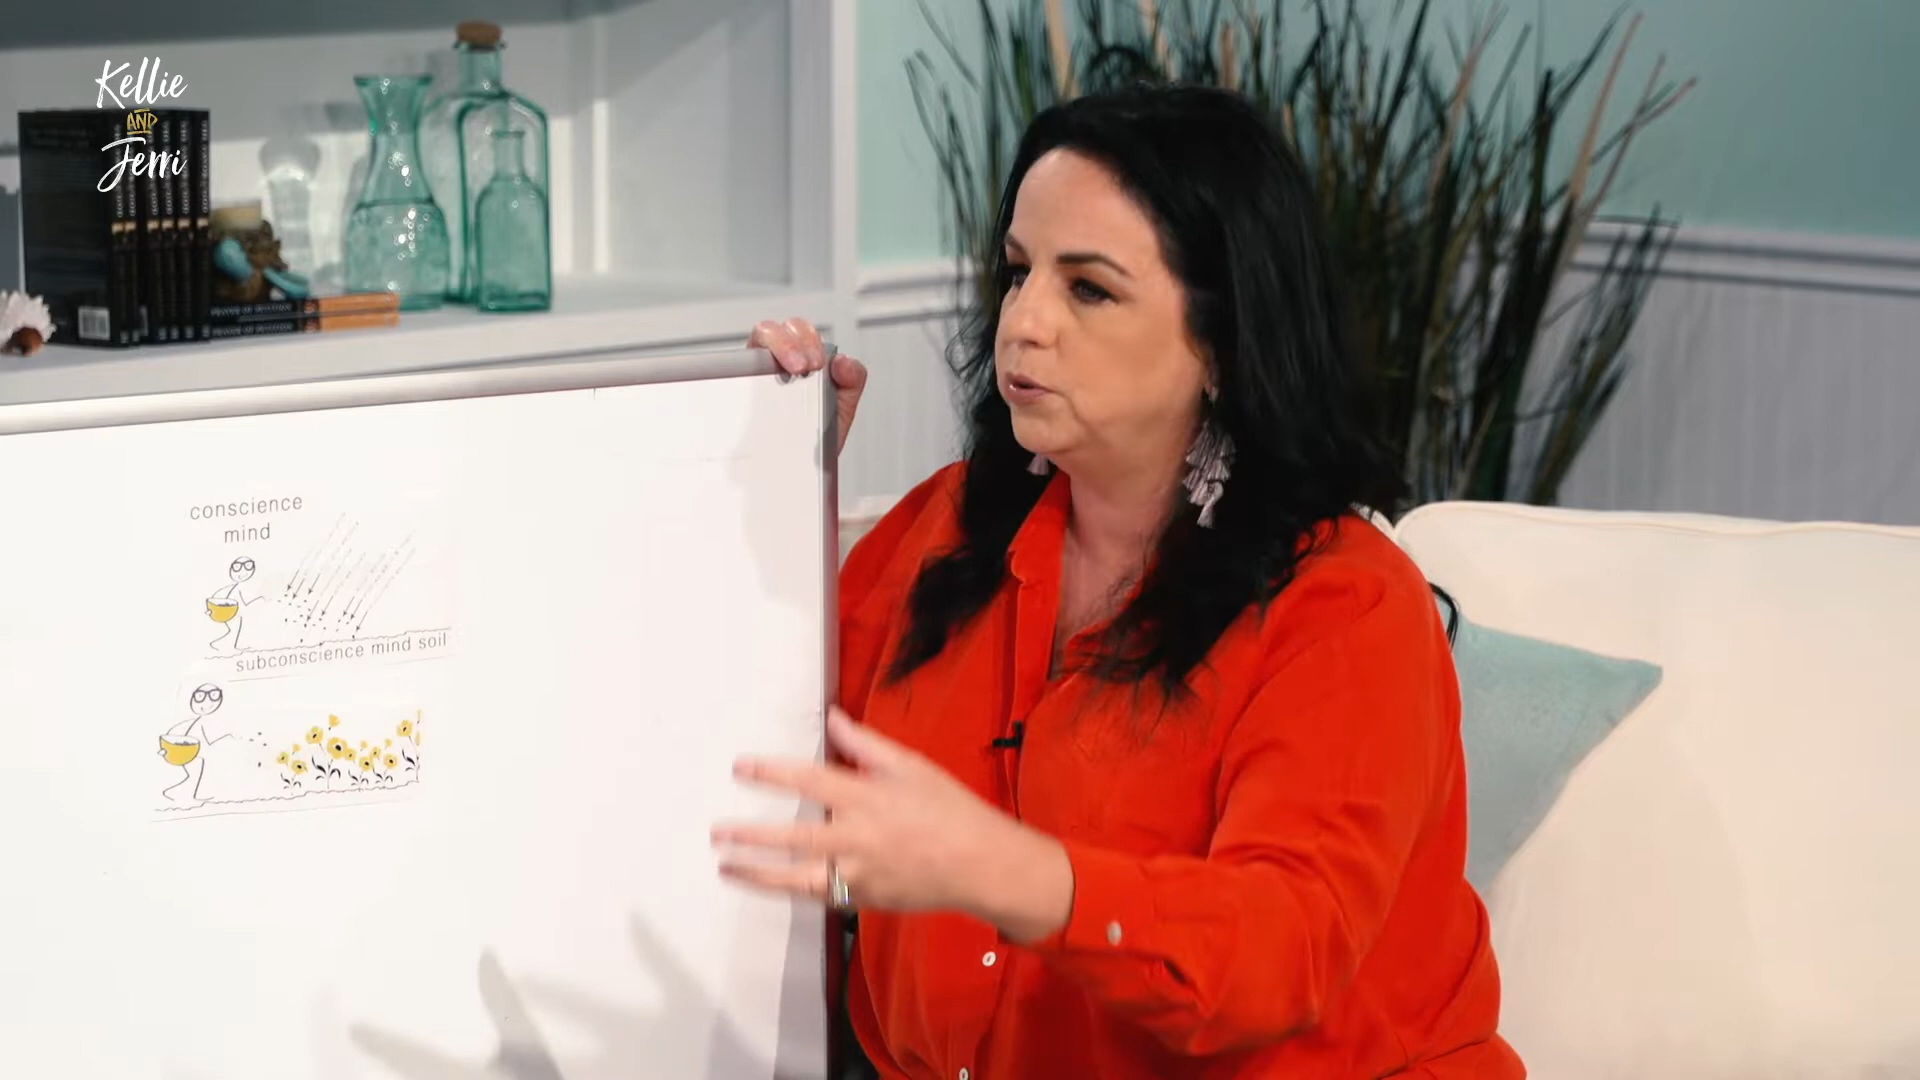 Kellie
AND
Jerri
conscience
mind
subconscience mind soil